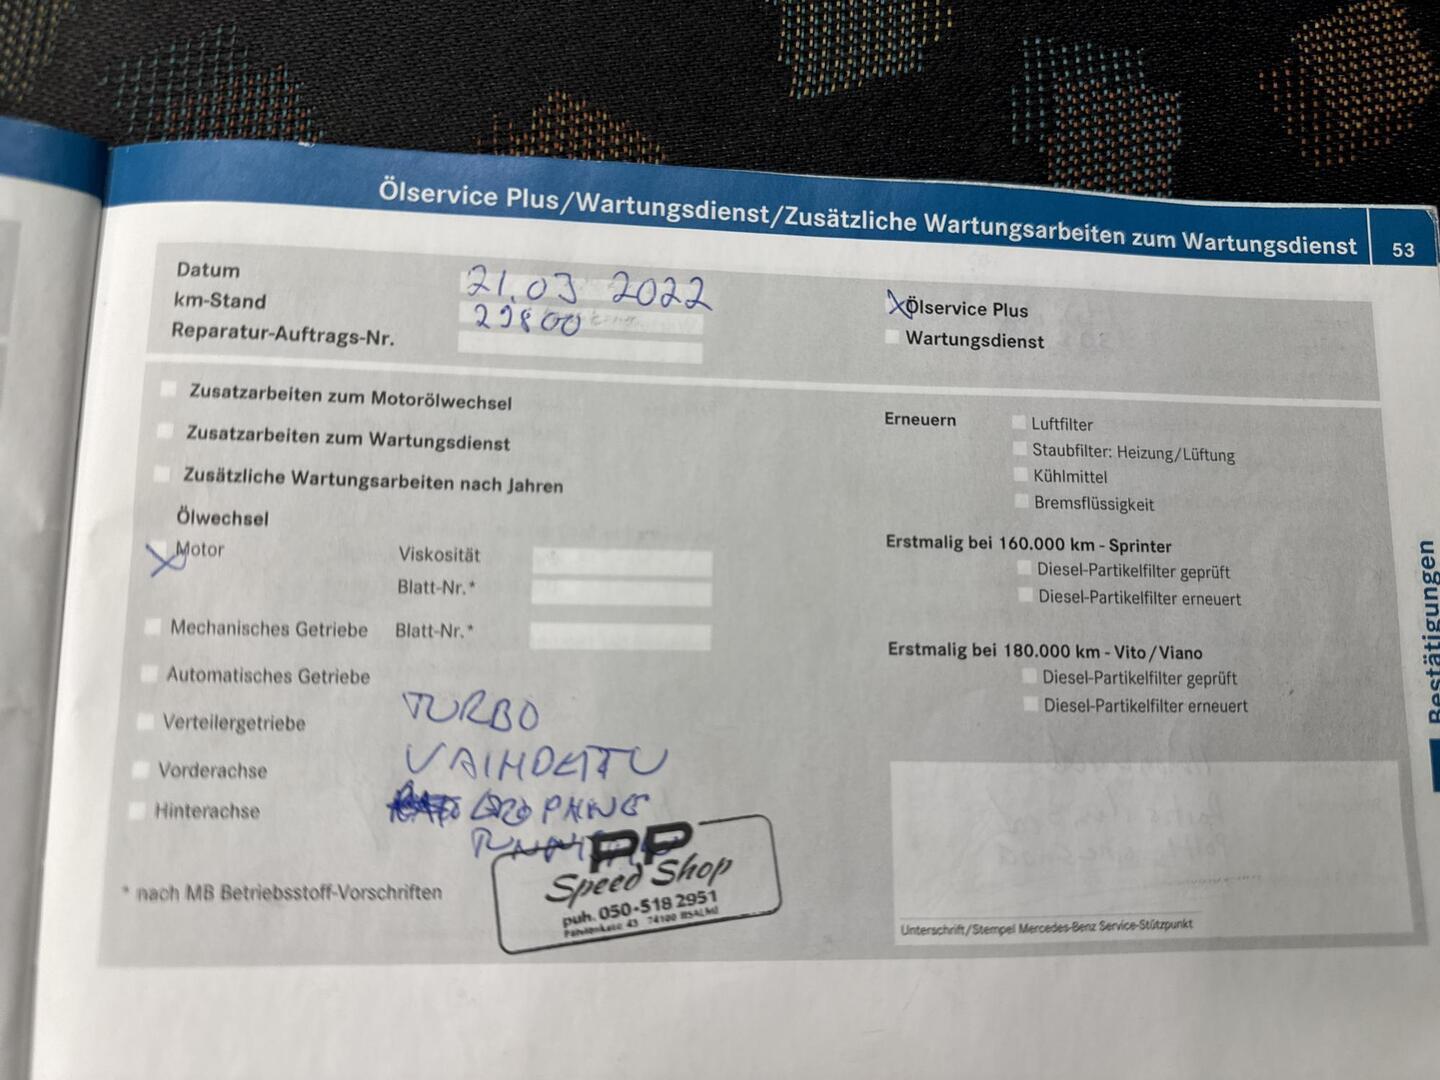 Ölservice Plus/Wartungsdienst/Zusätzliche Wartungsarbeiten zum Wartungsdienst 53
Datum 21.03 2022
km-Stand 29800
Reparatur-Auftrags-Nr.
Ölservice Plus
Wartungsdienst
Zusatzarbeiten zum Motorölwechsel
Zusatzarbeiten zum Wartungsdienst
Zusätzliche Wartungsarbeiten nach Jahren
Ölwechsel
Motor Viskosität
Blatt-Nr.*
Mechanisches Getriebe Blatt-Nr.*
Automatisches Getriebe
Verteilergetriebe
Vorderachse
Hinterachse
TURBO
VAIHDETTU
* nach MB Betriebsstoff-Vorschriften
PP
Speed Shop
puh. 050-518 2951
43 74100 IISALMI
Erneuern Luftfilter
Staubfilter: Heizung/Lüftung
Kühlmittel
Bremsflüssigkeit
Erstmalig bei 160.000 km - Sprinter
Diesel-Partikelfilter geprüft
Diesel-Partikelfilter erneuert
Erstmalig bei 180.000 km - Vito/Viano
Diesel-Partikelfilter geprüft
Diesel-Partikelfilter erneuert
Unterschrift/Stempel Mercedes-Benz Service-Stützpunkt
Bestätigungen